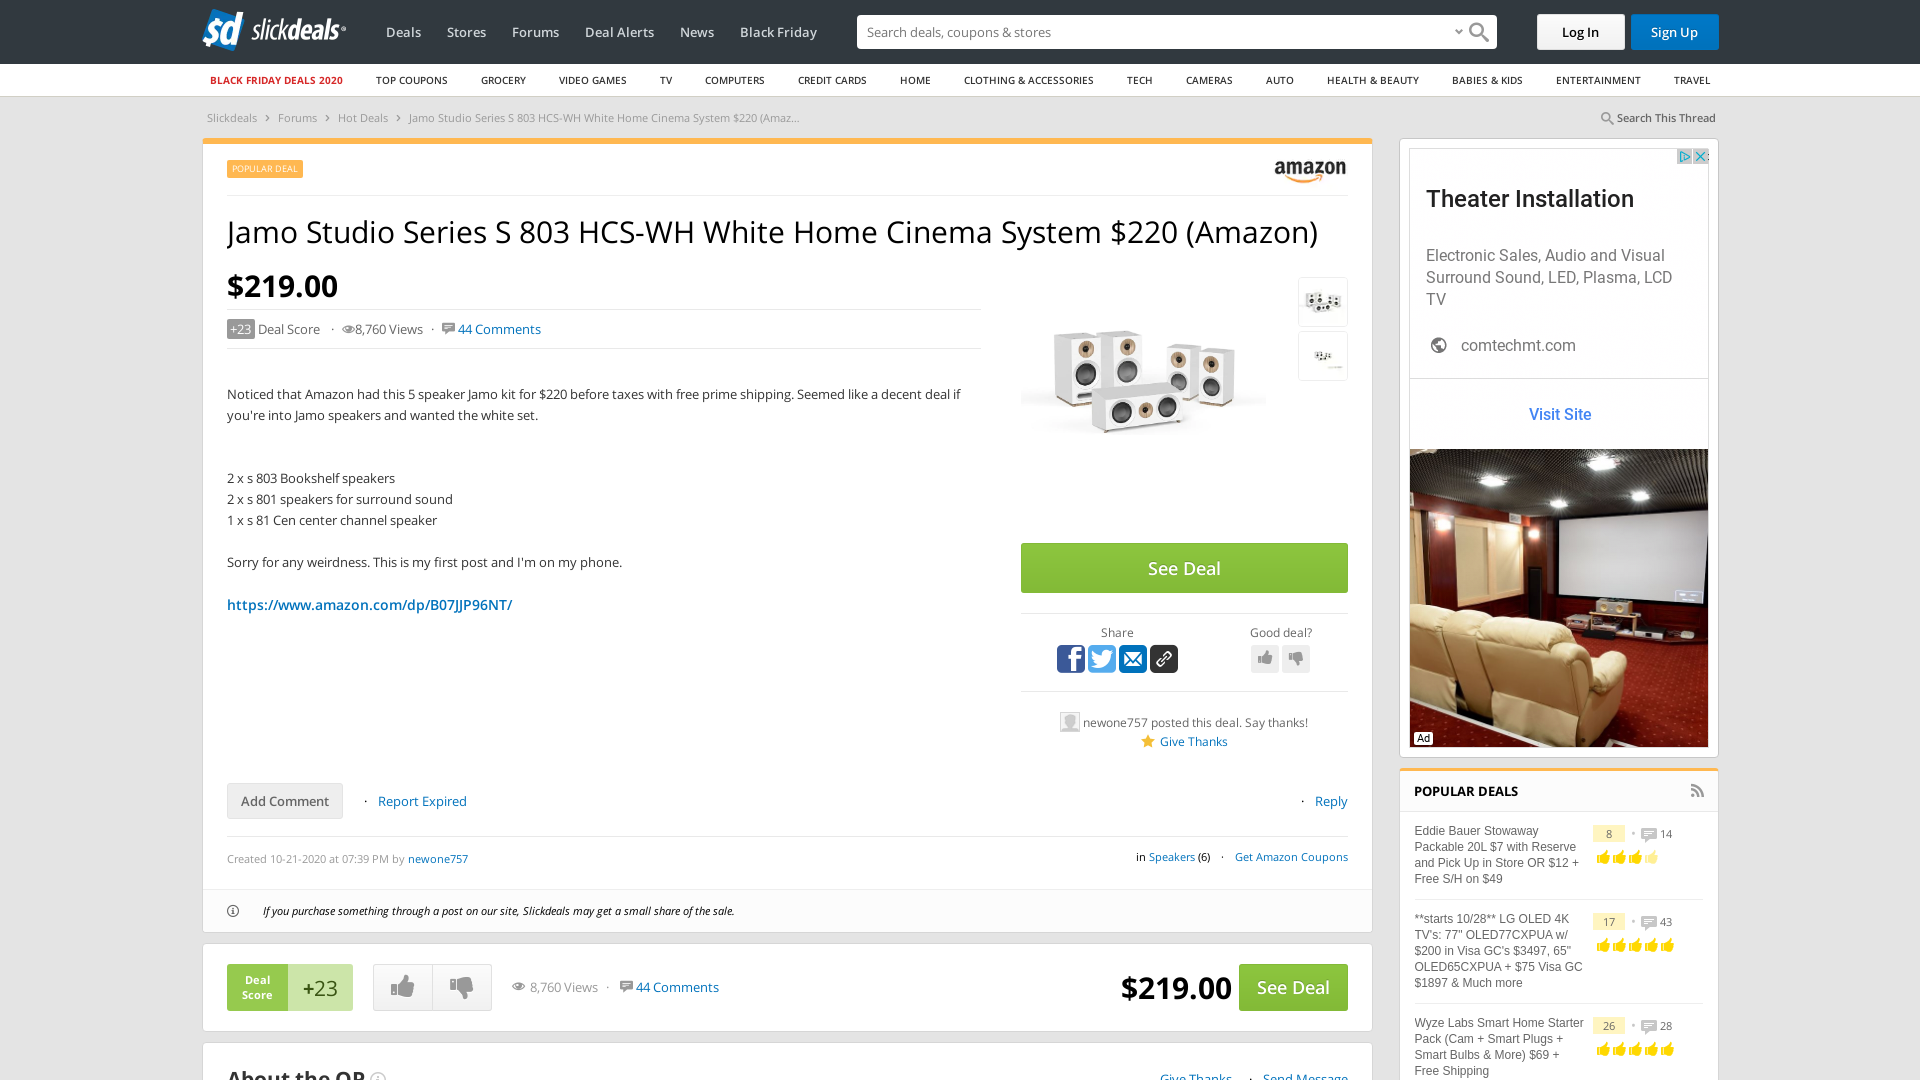 sd slickdeals
Deals
Stores
Forums
Deal Alerts
News
Black Friday
Search deals, coupons & stores
Log In
Sign Up
BLACK FRIDAY DEALS 2020
TOP COUPONS
GROCERY
VIDEO GAMES
TV
COMPUTERS
CREDIT CARDS
HOME
CLOTHING & ACCESSORIES
TECH
CAMERAS
AUTO
HEALTH & BEAUTY
BABIES & KIDS
ENTERTAINMENT
TRAVEL
Slickdeals › Forums › Hot Deals › Jamo Studio Series S 803 HCS-WH White Home Cinema System $220 (Amaz...
Search This Thread
POPULAR DEAL
amazon
Jamo Studio Series S 803 HCS-WH White Home Cinema System $220 (Amazon)
$219.00
+23 Deal Score · 8,760 Views · 44 Comments
Noticed that Amazon had this 5 speaker Jamo kit for $220 before taxes with free prime shipping. Seemed like a decent deal if
you're into Jamo speakers and wanted the white set.
2 x s 803 Bookshelf speakers
2 x s 801 speakers for surround sound
1 x s 81 Cen center channel speaker
Sorry for any weirdness. This is my first post and I'm on my phone.
https://www.amazon.com/dp/B07JJP96NT/
See Deal
Share
Good deal?
newone757 posted this deal. Say thanks!
Give Thanks
Add Comment
· Report Expired
· Reply
Created 10-21-2020 at 07:39 PM by newone757
in Speakers (6) · Get Amazon Coupons
If you purchase something through a post on our site, Slickdeals may get a small share of the sale.
Deal
Score
+23
8,760 Views · 44 Comments
$219.00
See Deal
About the OP
Give Thanks · Send Message
Theater Installation
Electronic Sales, Audio and Visual
Surround Sound, LED, Plasma, LCD
TV
comtechmt.com
Visit Site
Ad
POPULAR DEALS
Eddie Bauer Stowaway
Packable 20L $7 with Reserve
and Pick Up in Store OR $12 +
Free S/H on $49
8 • 14
**starts 10/28** LG OLED 4K
TV's: 77" OLED77CXPUA w/
$200 in Visa GC's $3497, 65"
OLED65CXPUA + $75 Visa GC
$1897 & Much more
17 • 43
Wyze Labs Smart Home Starter
Pack (Cam + Smart Plugs +
Smart Bulbs & More) $69 +
Free Shipping
26 • 28